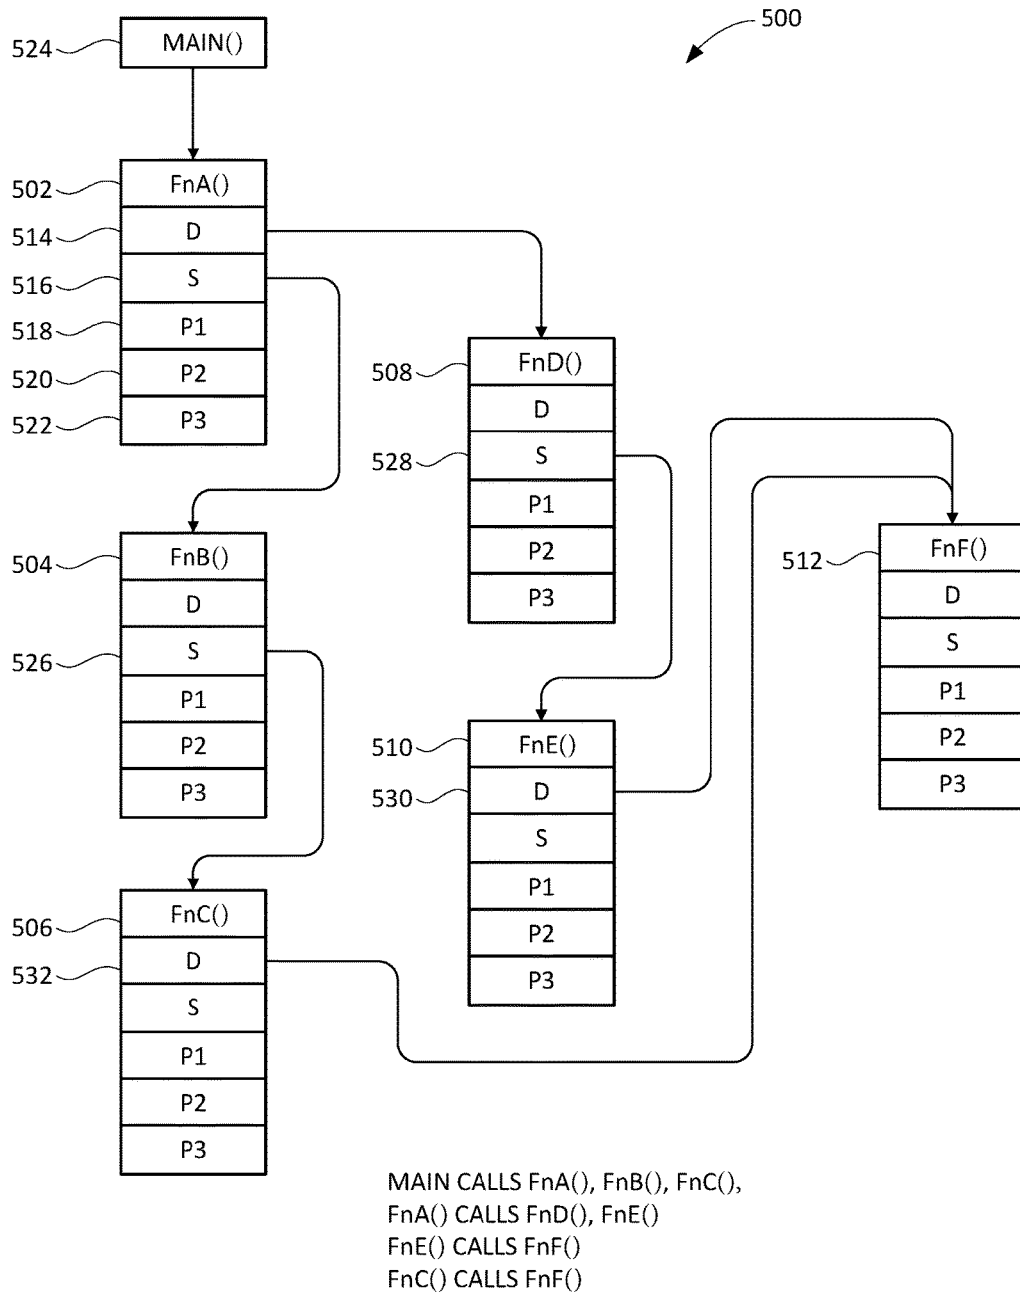 500
524 MAIN()
502 FnA()
514 D
516 S
518 P1
520 P2
522 P3
508 FnD()
D
528 S
P1
P2
P3
504 FnB()
D
526 S
P1
P2
P3
512 FnF()
D
S
P1
P2
P3
510 FnE()
530 D
S
P1
P2
P3
506 FnC()
532 D
S
P1
P2
P3
MAIN CALLS FnA(), FnB(), FnC(),
FnA() CALLS FnD(), FnE()
FnE() CALLS FnF()
FnC() CALLS FnF()